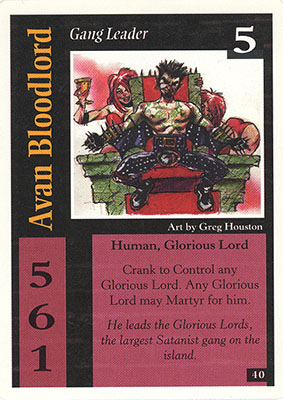 Gang Leader
5
Avan Bloodlord
Art by Greg Houston
5
6
1
Human, Glorious Lord
Crank to Control any
Glorious Lord. Any Glorious
Lord may Martyr for him.
He leads the Glorious Lords,
the largest Satanist gang on the
island.
40